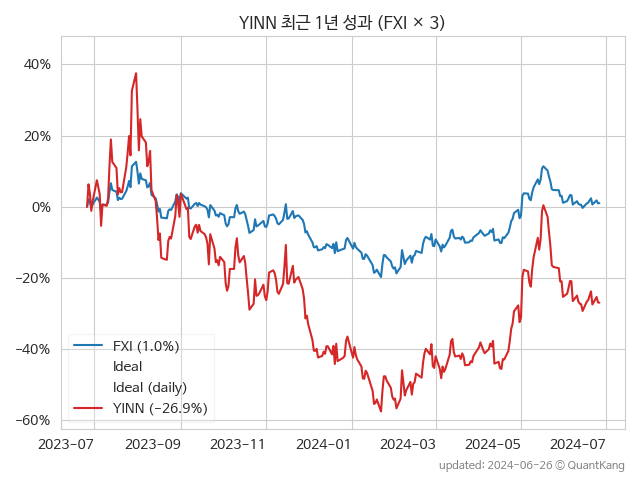 YINN 최근 1년 성과 (FXI × 3)
40%
20%
0%
−20%
−40%
−60%
FXI (1.0%)
Ideal
Ideal (daily)
YINN (−26.9%)
2023-07 2023-09 2023-11 2024-01 2024-03 2024-05 2024-07
updated: 2024-06-26 © QuantKang